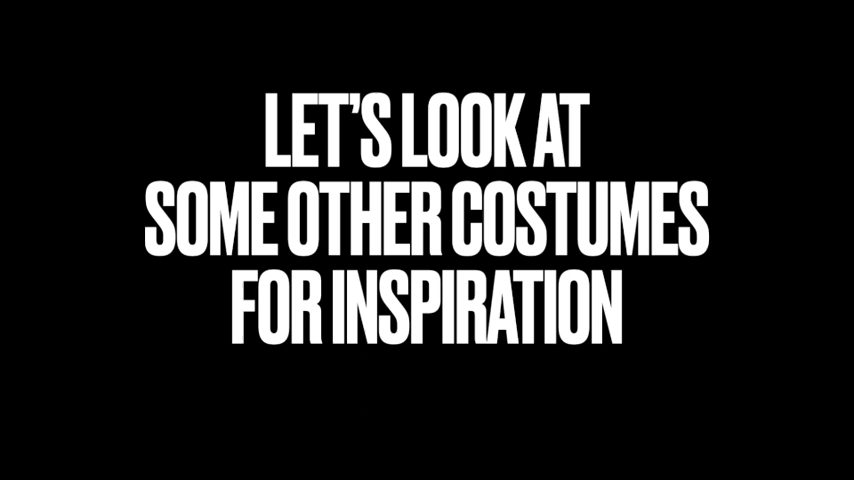 LET'S LOOK AT
SOME OTHER COSTUMES
FOR INSPIRATION